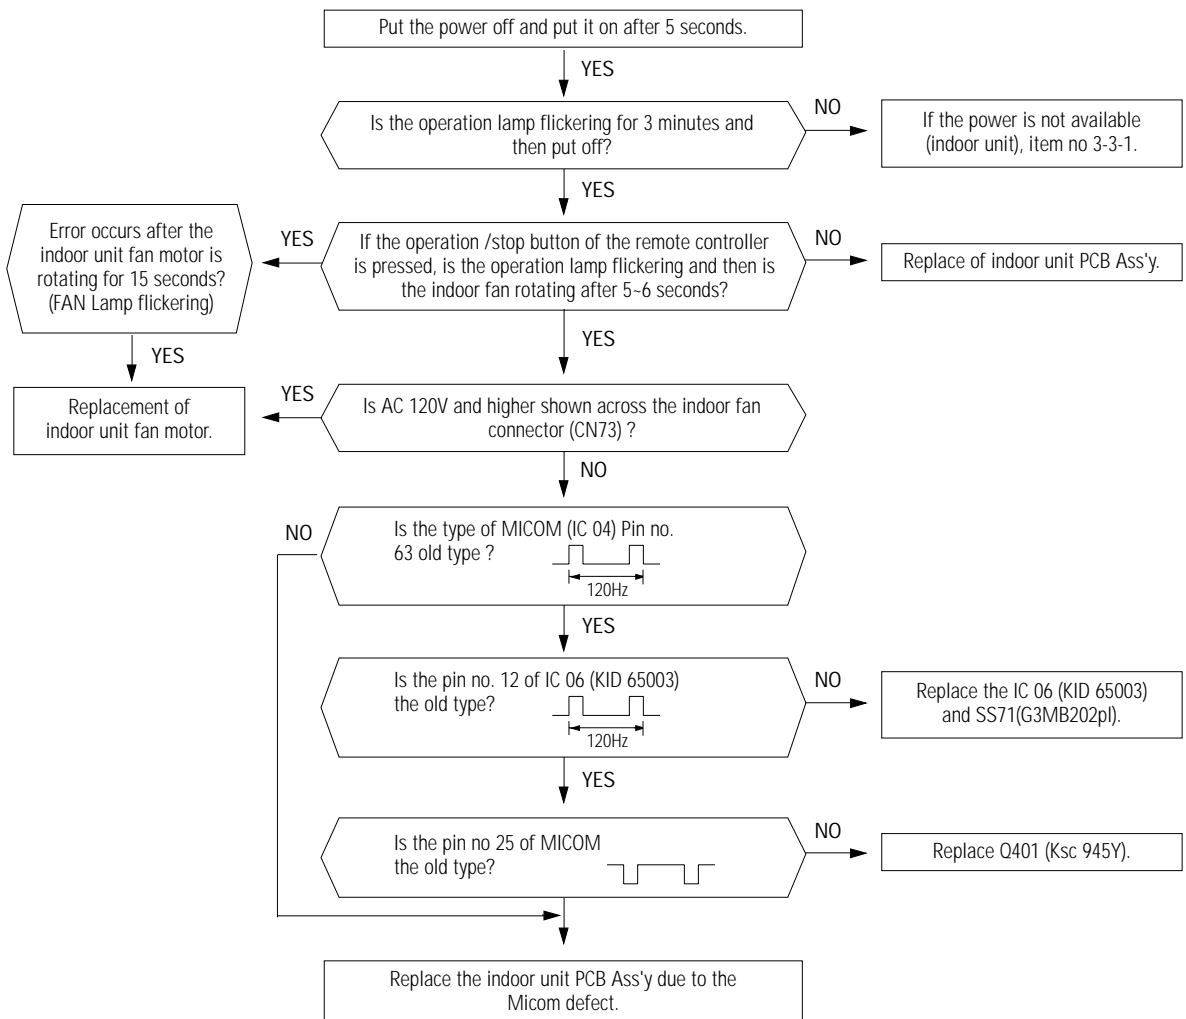 Put the power off and put it on after 5 seconds.
YES
Is the operation lamp flickering for 3 minutes and
then put off?
NO
If the power is not available
(indoor unit), item no 3-3-1.
YES
Error occurs after the
indoor unit fan motor is
rotating for 15 seconds?
(FAN Lamp flickering)
YES
If the operation /stop button of the remote controller
is pressed, is the operation lamp flickering and then is
the indoor fan rotating after 5~6 seconds?
NO
Replace of indoor unit PCB Ass'y.
YES
YES
Replacement of
indoor unit fan motor.
YES
Is AC 120V and higher shown across the indoor fan
connector (CN73) ?
NO
NO
Is the type of MICOM (IC 04) Pin no.
63 old type ?
120Hz
YES
Is the pin no. 12 of IC 06 (KID 65003)
the old type?
120Hz
NO
Replace the IC 06 (KID 65003)
and SS71(G3MB202pl).
YES
Is the pin no 25 of MICOM
the old type?
NO
Replace Q401 (Ksc 945Y).
Replace the indoor unit PCB Ass'y due to the
Micom defect.